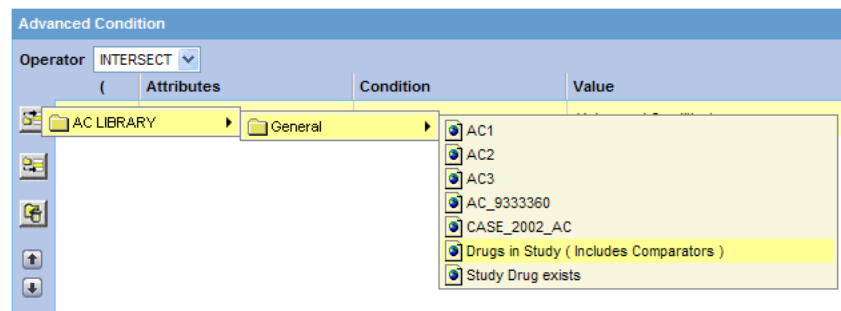 Advanced Condition
Operator INTERSECT
( Attributes Condition Value
AC LIBRARY
General
AC1
AC2
AC3
AC_9333360
CASE_2002_AC
Drugs in Study ( Includes Comparators )
Study Drug exists